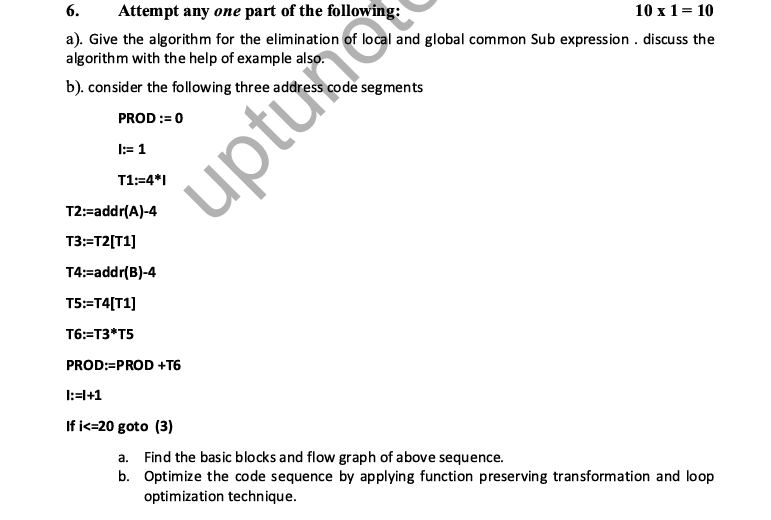 6. Attempt any one part of the following: 10 x 1 = 10
a). Give the algorithm for the elimination of local and global common Sub expression . discuss the
algorithm with the help of example also.
b). consider the following three address code segments
PROD := 0
I:= 1
T1:=4*I
T2:=addr(A)-4
T3:=T2[T1]
T4:=addr(B)-4
T5:=T4[T1]
T6:=T3*T5
PROD:=PROD +T6
I:=I+1
If i<=20 goto (3)
a. Find the basic blocks and flow graph of above sequence.
b. Optimize the code sequence by applying function preserving transformation and loop
optimization technique.